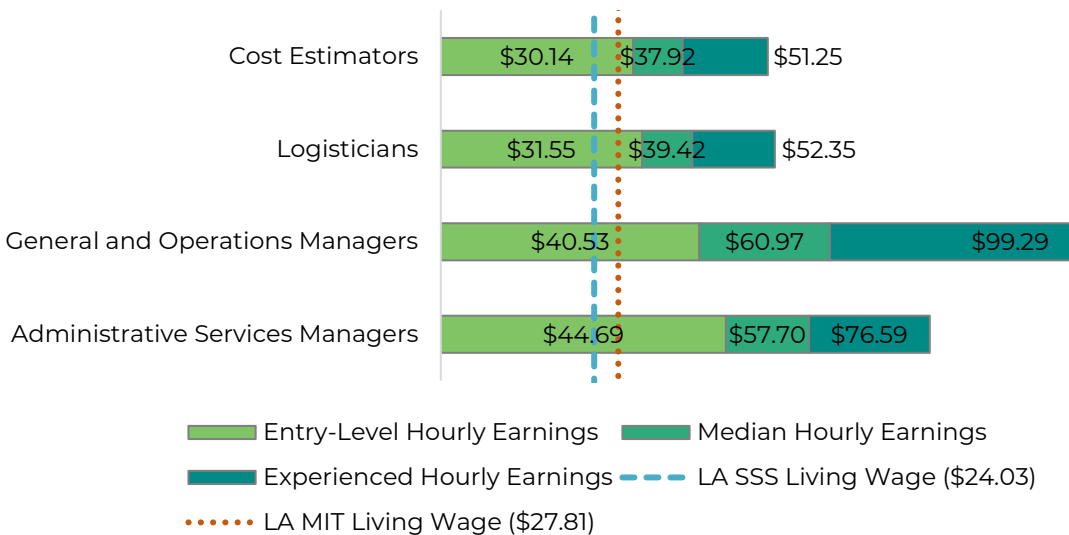 Cost Estimators $30.14 $37.92 $51.25
Logisticians $31.55 $39.42 $52.35
General and Operations Managers $40.53 $60.97 $99.29
Administrative Services Managers $44.69 $57.70 $76.59
Entry-Level Hourly Earnings Median Hourly Earnings
Experienced Hourly Earnings LA SSS Living Wage ($24.03)
LA MIT Living Wage ($27.81)